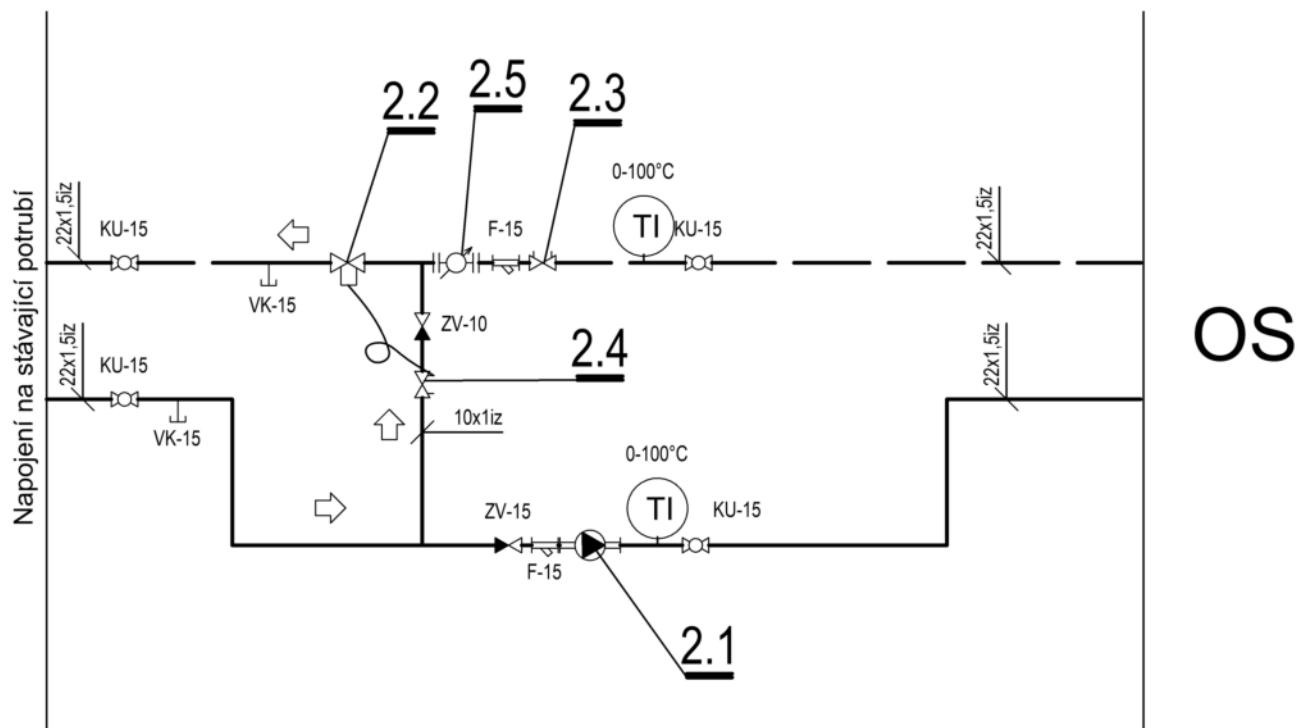 2.5
2.2
2.3
0-100°C
22x1,5iz
KU-15
F-15
TI
KU-15
22x1,5iz
VK-15
ZV-10
Napojení na stávající potrubí
OS
22x1,5iz
KU-15
2.4
22x1,5iz
VK-15
10x1iz
0-100°C
ZV-15
TI
KU-15
F-15
2.1